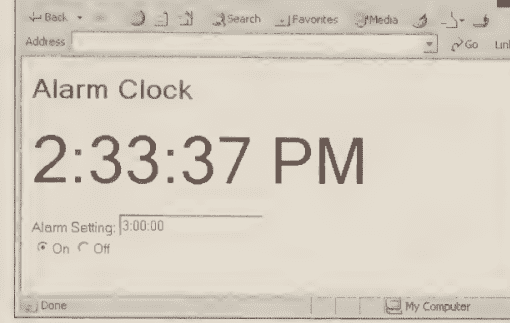 Back Search Favorites Media
Address Go
Alarm Clock
2:33:37 PM
Alarm Setting: 3:00:00
On Off
Done My Computer